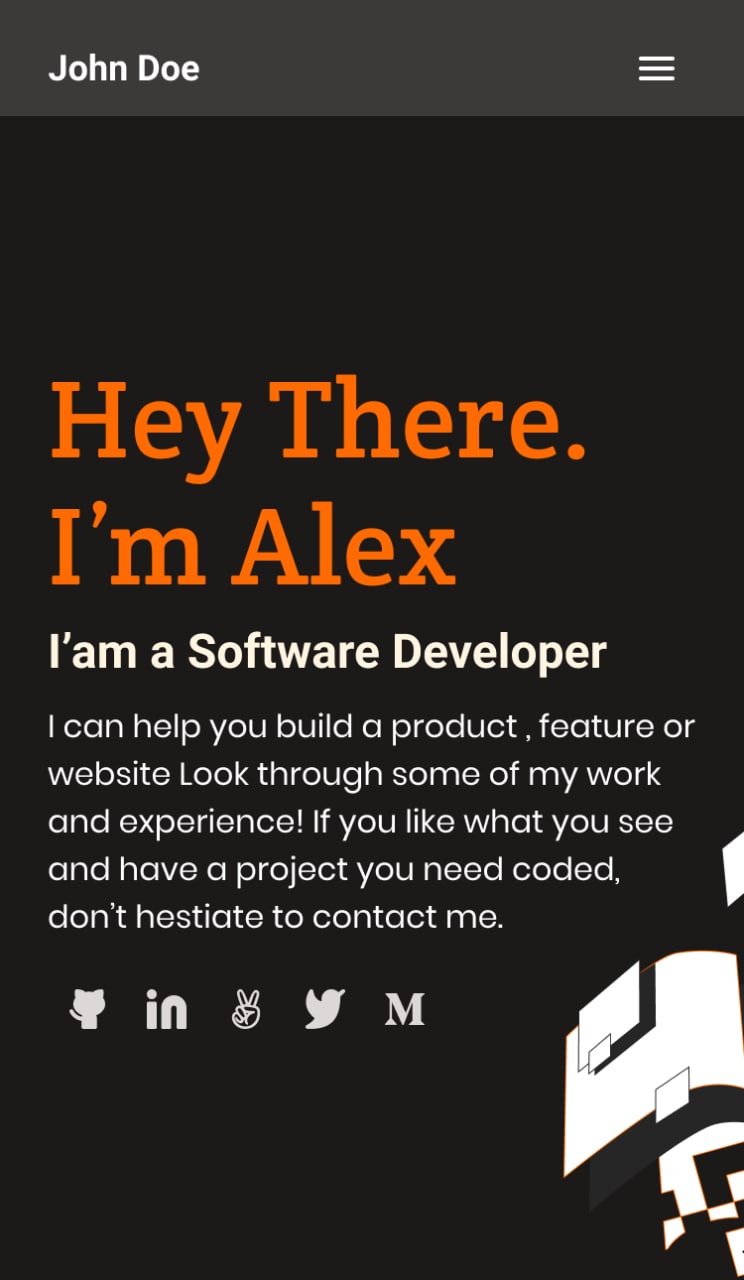 John Doe
Hey There.
I’m Alex
I’am a Software Developer
I can help you build a product , feature or
website Look through some of my work
and experience! If you like what you see
and have a project you need coded,
don’t hestiate to contact me.